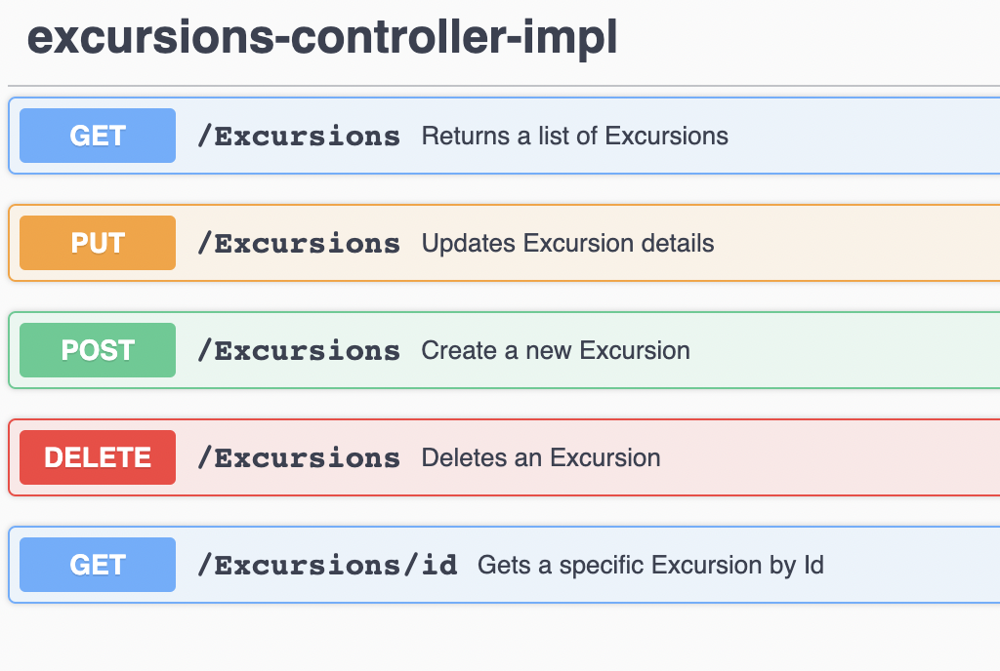 excursions-controller-impl
GET /Excursions Returns a list of Excursions
PUT /Excursions Updates Excursion details
POST /Excursions Create a new Excursion
DELETE /Excursions Deletes an Excursion
GET /Excursions/id Gets a specific Excursion by Id